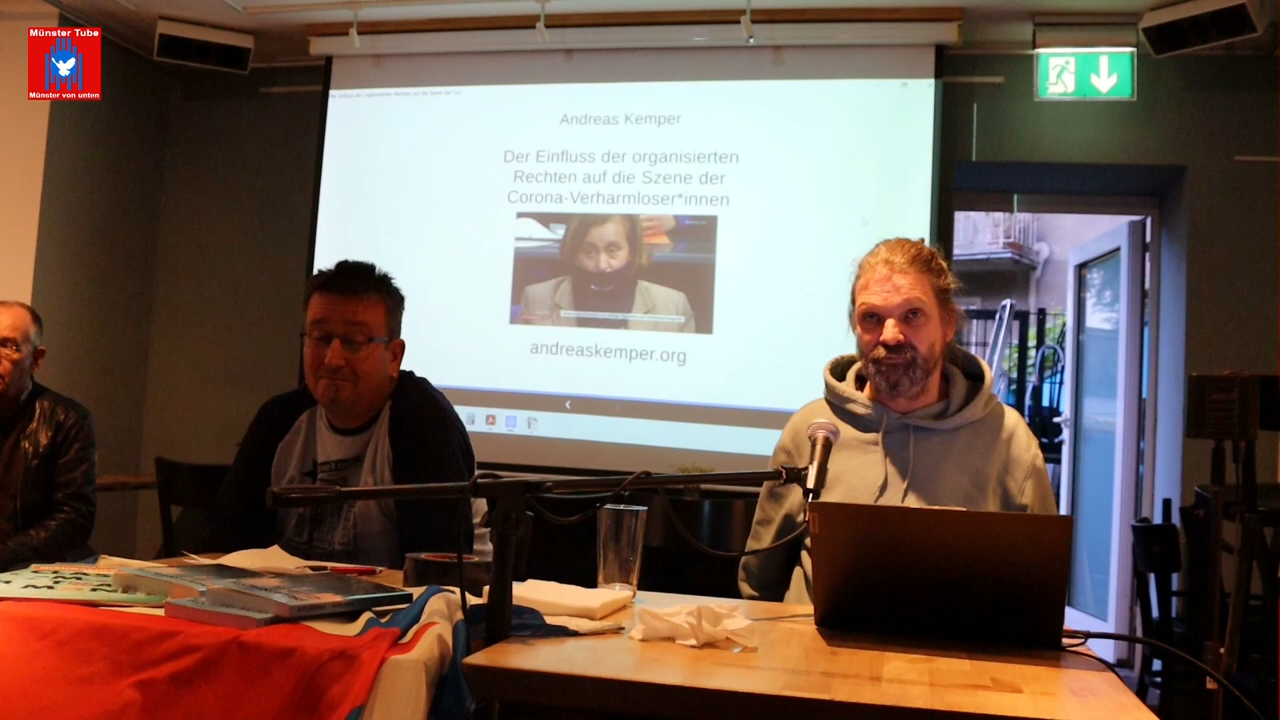 Münster Tube
Münster von unten
Andreas Kemper
Der Einfluss der organisierten
Rechten auf die Szene der
Corona-Verharmloser*innen
andreaskemper.org